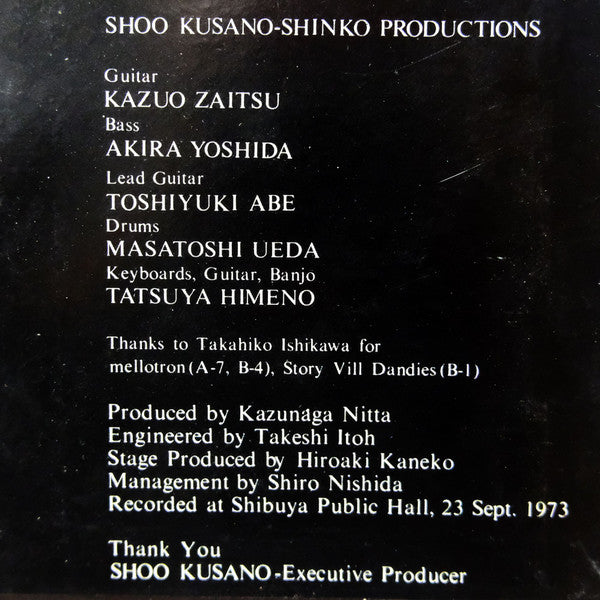 SHOO KUSANO-SHINKO PRODUCTIONS
Guitar
KAZUO ZAITSU
Bass
AKIRA YOSHIDA
Lead Guitar
TOSHIYUKI ABE
Drums
MASATOSHI UEDA
Keyboards, Guitar, Banjo
TATSUYA HIMENO
Thanks to Takahiko Ishikawa for
mellotron(A-7, B-4), Story Vill Dandies(B-1)
Produced by Kazunaga Nitta
Engineered by Takeshi Itoh
Stage Produced by Hiroaki Kaneko
Management by Shiro Nishida
Recorded at Shibuya Public Hall, 23 Sept. 1973
Thank You
SHOO KUSANO-Executive Producer